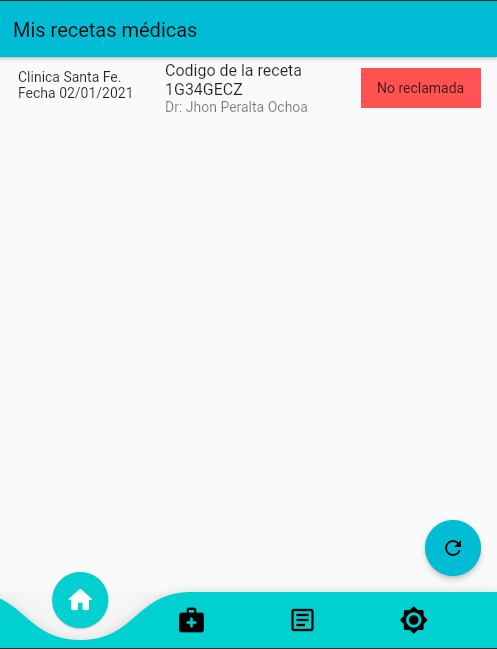 Mis recetas médicas
Clinica Santa Fe.
Fecha 02/01/2021
Codigo de la receta
1G34GECZ
Dr: Jhon Peralta Ochoa
No reclamada